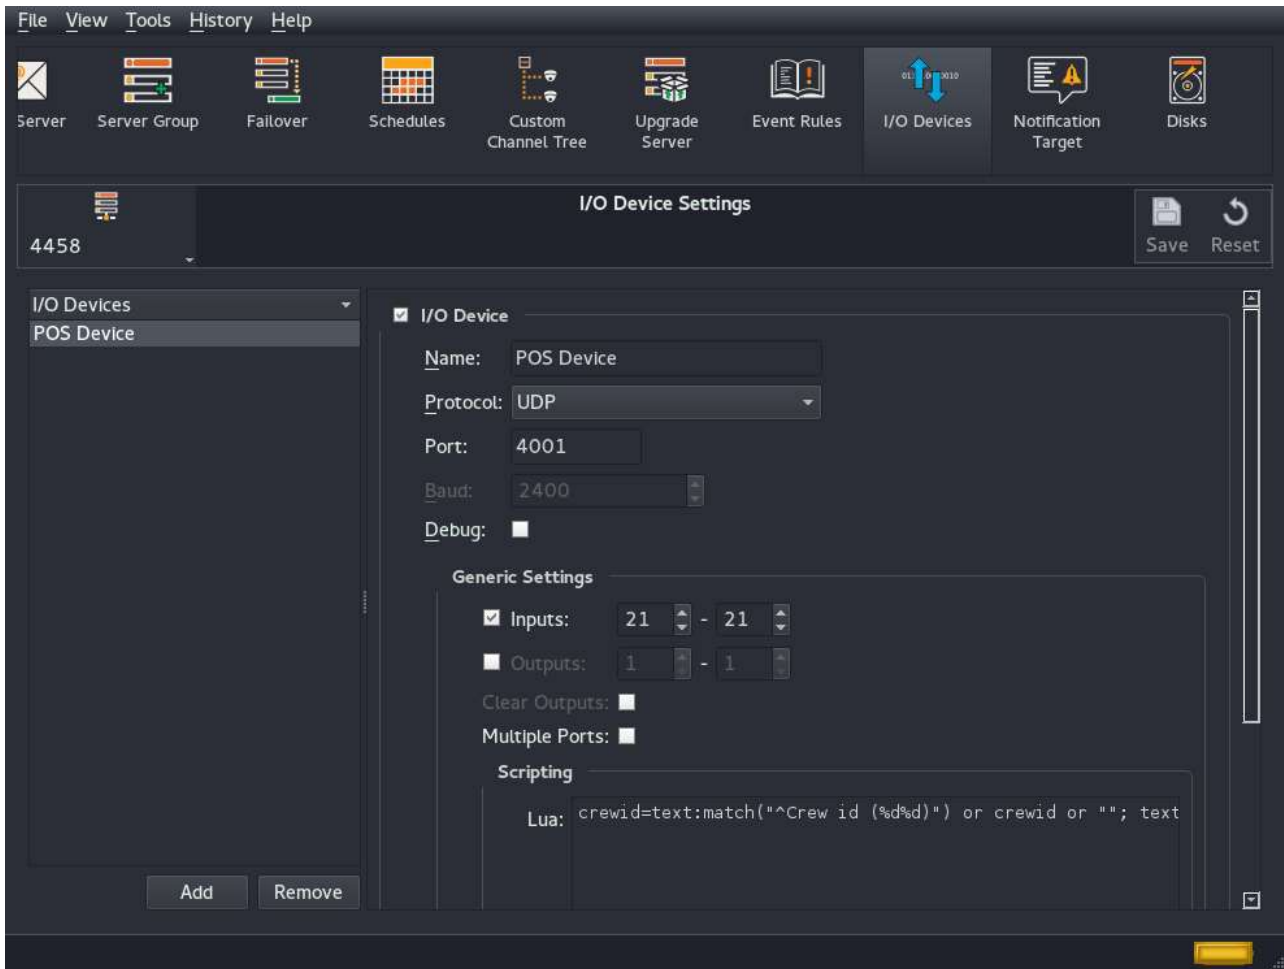 File View Tools History Help
Server
Server Group
Failover
Schedules
Custom
Channel Tree
Upgrade
Server
Event Rules
I/O Devices
Notification
Target
Disks
I/O Device Settings
4458
Save Reset
I/O Devices
POS Device
I/O Device
Name: POS Device
Protocol: UDP
Port: 4001
Baud: 2400
Debug:
Generic Settings
Inputs: 21 - 21
Outputs: 1 - 1
Clear Outputs:
Multiple Ports:
Scripting
Lua: crewid=text:match("^Crew id (%d%d)") or crewid or ""; text
Add Remove